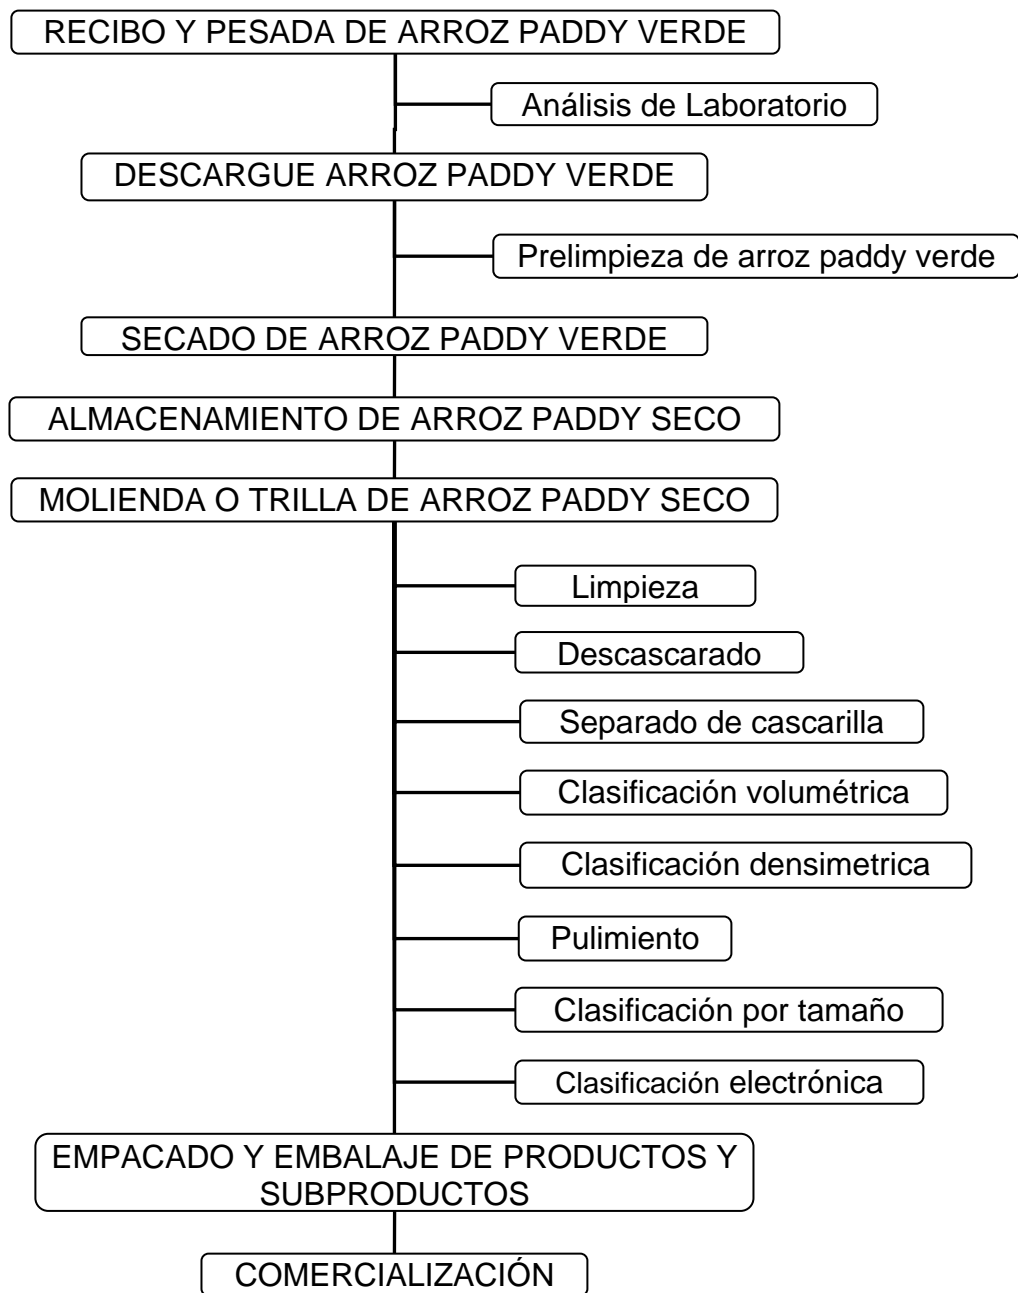 RECIBO Y PESADA DE ARROZ PADDY VERDE
Análisis de Laboratorio
DESCARGUE ARROZ PADDY VERDE
Prelimpieza de arroz paddy verde
SECADO DE ARROZ PADDY VERDE
ALMACENAMIENTO DE ARROZ PADDY SECO
MOLIENDA O TRILLA DE ARROZ PADDY SECO
Limpieza
Descascarado
Separado de cascarilla
Clasificación volumétrica
Clasificación densimetrica
Pulimiento
Clasificación por tamaño
Clasificación electrónica
EMPACADO Y EMBALAJE DE PRODUCTOS Y
SUBPRODUCTOS
COMERCIALIZACIÓN